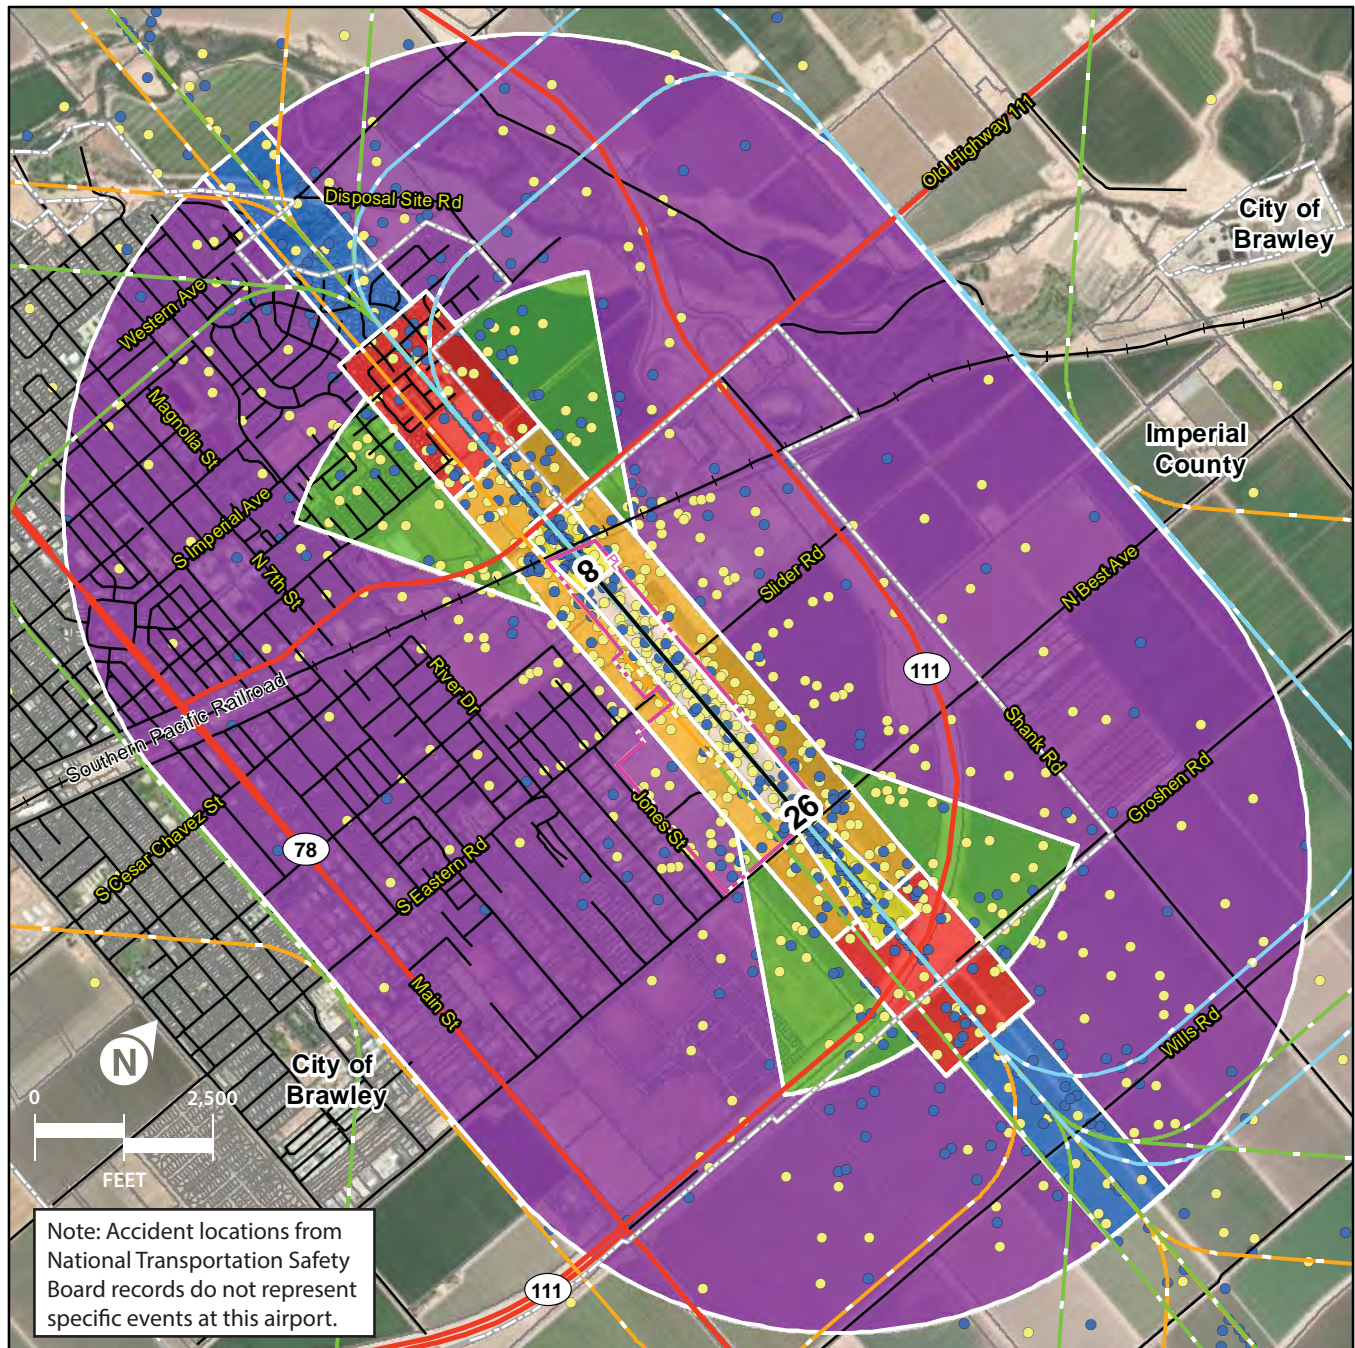 Old Highway 111
City of
Brawley
Disposal Site Rd
Western Ave
Magnolia St
Imperial
County
S Imperial Ave
N 7th St
8
Slider Rd
N Best Ave
River Dr
111
Southern Pacific Railroad
Shank Rd
Groshen Rd
26
Jones St
78
S Cesar Chavez St
S Eastern Rd
Main St
Wills Rd
N
City of
Brawley
0 2,500
FEET
111
Note: Accident locations from
National Transportation Safety
Board records do not represent
specific events at this airport.